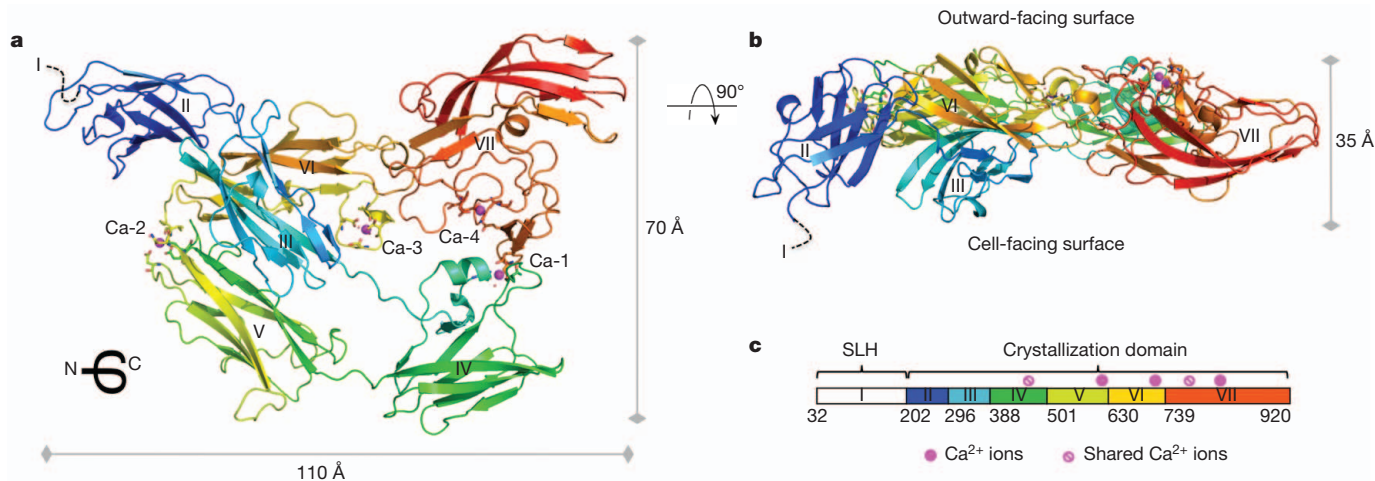 a
I
II
VI
VII
III
Ca-2
Ca-3
Ca-4
Ca-1
V
IV
N C
70 Å
110 Å
90°
b
Outward-facing surface
II
VI
III
VII
I
35 Å
Cell-facing surface
c
SLH Crystallization domain
I II III IV V VI VII
32 202 296 388 501 630 739 920
Ca²⁺ ions Shared Ca²⁺ ions